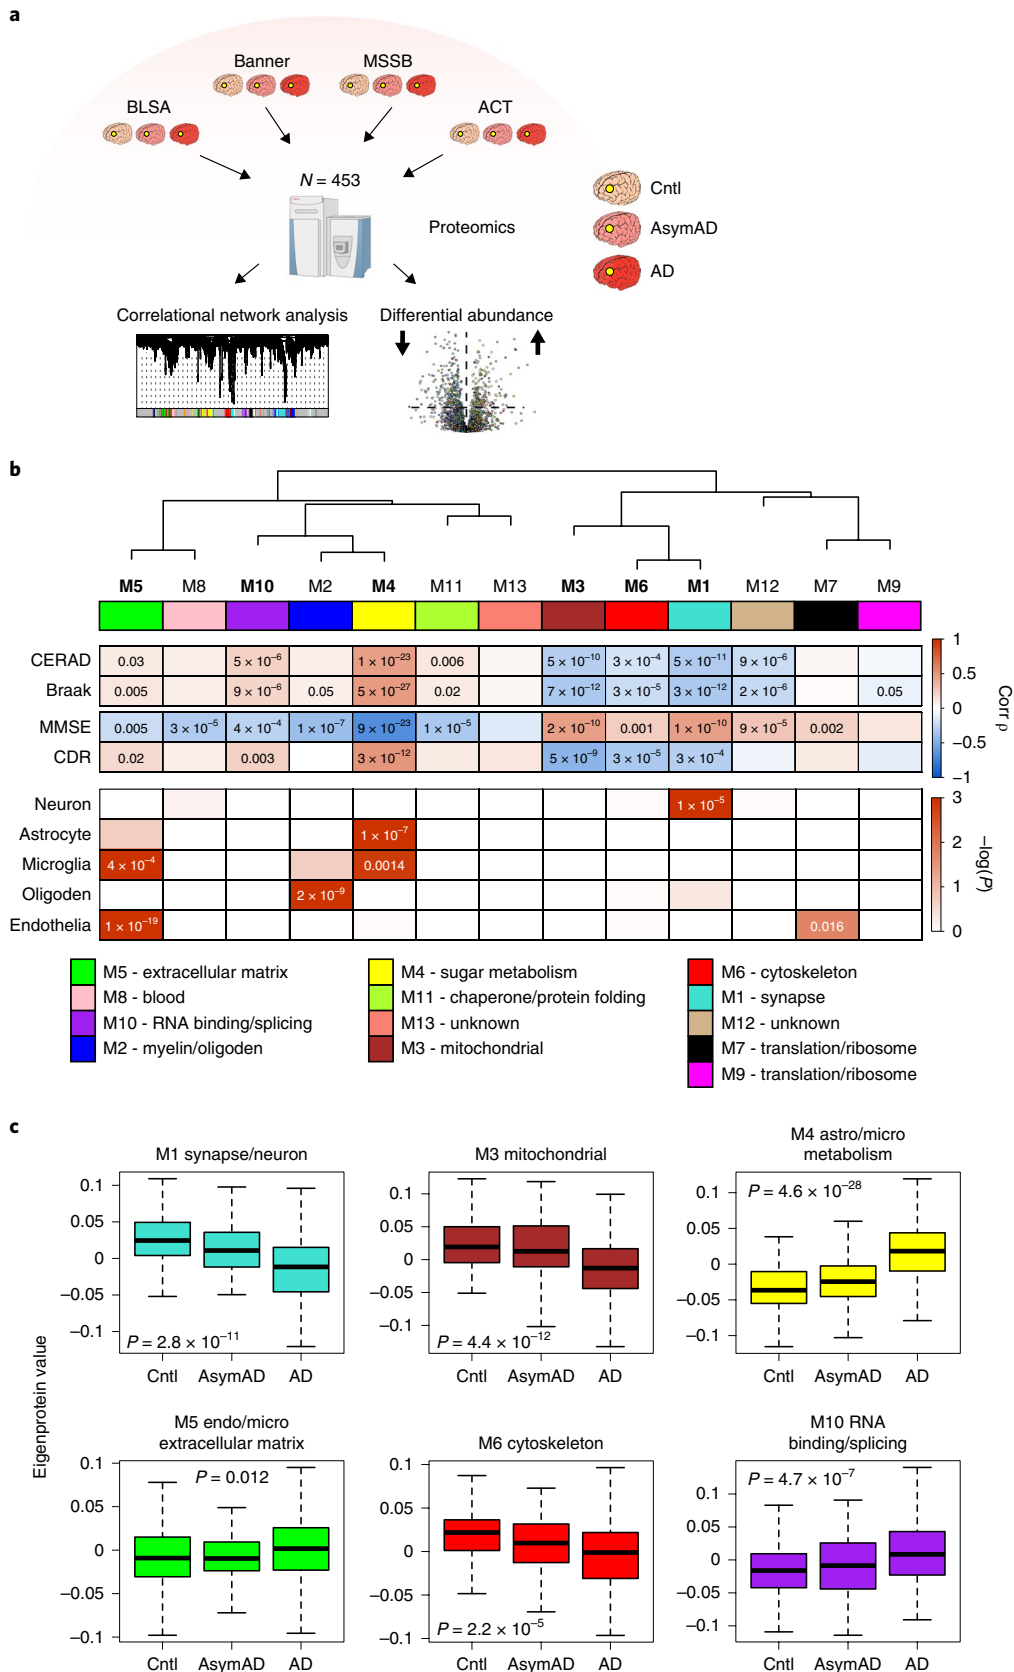 a
Banner
MSSB
BLSA
ACT
N = 453
Proteomics
Cntl
AsymAD
AD
Correlational network analysis
Differential abundance
b
M5 M8 M10 M2 M4 M11 M13 M3 M6 M1 M12 M7 M9
CERAD 0.03 5 × 10⁻⁶ 1 × 10⁻²³ 0.006 5 × 10⁻¹⁰ 3 × 10⁻⁴ 5 × 10⁻¹¹ 9 × 10⁻⁶
Braak 0.005 9 × 10⁻⁶ 0.05 5 × 10⁻²⁷ 0.02 7 × 10⁻¹² 3 × 10⁻⁵ 3 × 10⁻¹² 2 × 10⁻⁶ 0.05
MMSE 0.005 3 × 10⁻⁵ 4 × 10⁻⁴ 1 × 10⁻⁷ 9 × 10⁻²³ 1 × 10⁻⁵ 2 × 10⁻¹⁰ 0.001 1 × 10⁻¹⁰ 9 × 10⁻⁵ 0.002
CDR 0.02 0.003 3 × 10⁻¹² 5 × 10⁻⁹ 3 × 10⁻⁵ 3 × 10⁻⁴
1
0.5
0
−0.5
−1
Corr ρ
Neuron 1 × 10⁻⁵
Astrocyte 1 × 10⁻⁷
Microglia 4 × 10⁻⁴ 0.0014
Oligoden 2 × 10⁻⁹
Endothelia 1 × 10⁻¹⁹ 0.016
3
2
1
0
−log(P)
M5 - extracellular matrix
M8 - blood
M10 - RNA binding/splicing
M2 - myelin/oligoden
M4 - sugar metabolism
M11 - chaperone/protein folding
M13 - unknown
M3 - mitochondrial
M6 - cytoskeleton
M1 - synapse
M12 - unknown
M7 - translation/ribosome
M9 - translation/ribosome
c
Eigenprotein value
M1 synapse/neuron
0.1
0.05
0
−0.05
−0.1
P = 2.8 × 10⁻¹¹
Cntl AsymAD AD
M3 mitochondrial
0.1
0.05
0
−0.05
−0.1
P = 4.4 × 10⁻¹²
Cntl AsymAD AD
M4 astro/micro
metabolism
P = 4.6 × 10⁻²⁸
0.1
0.05
0
−0.05
−0.1
Cntl AsymAD AD
M5 endo/micro
extracellular matrix
P = 0.012
0.1
0.05
0
−0.05
−0.1
Cntl AsymAD AD
M6 cytoskeleton
0.1
0.05
0
−0.05
−0.1
P = 2.2 × 10⁻⁵
Cntl AsymAD AD
M10 RNA
binding/splicing
P = 4.7 × 10⁻⁷
0.1
0.05
0
−0.05
−0.1
Cntl AsymAD AD